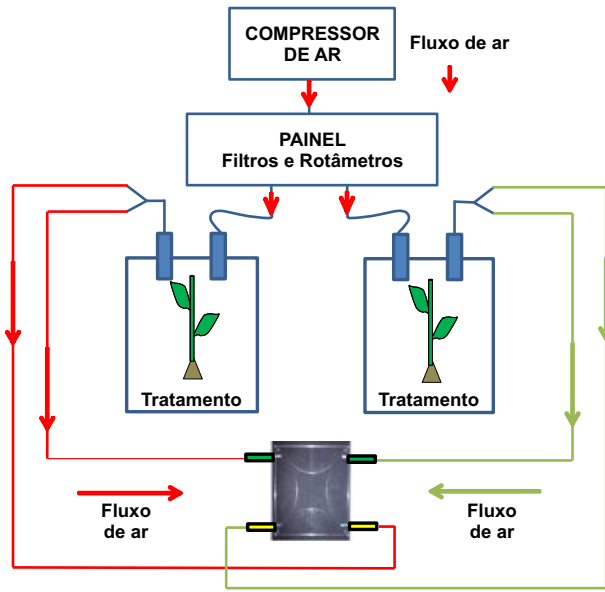 COMPRESSOR
DE AR
Fluxo de ar
PAINEL
Filtros e Rotâmetros
Tratamento
Tratamento
Fluxo
de ar
Fluxo
de ar